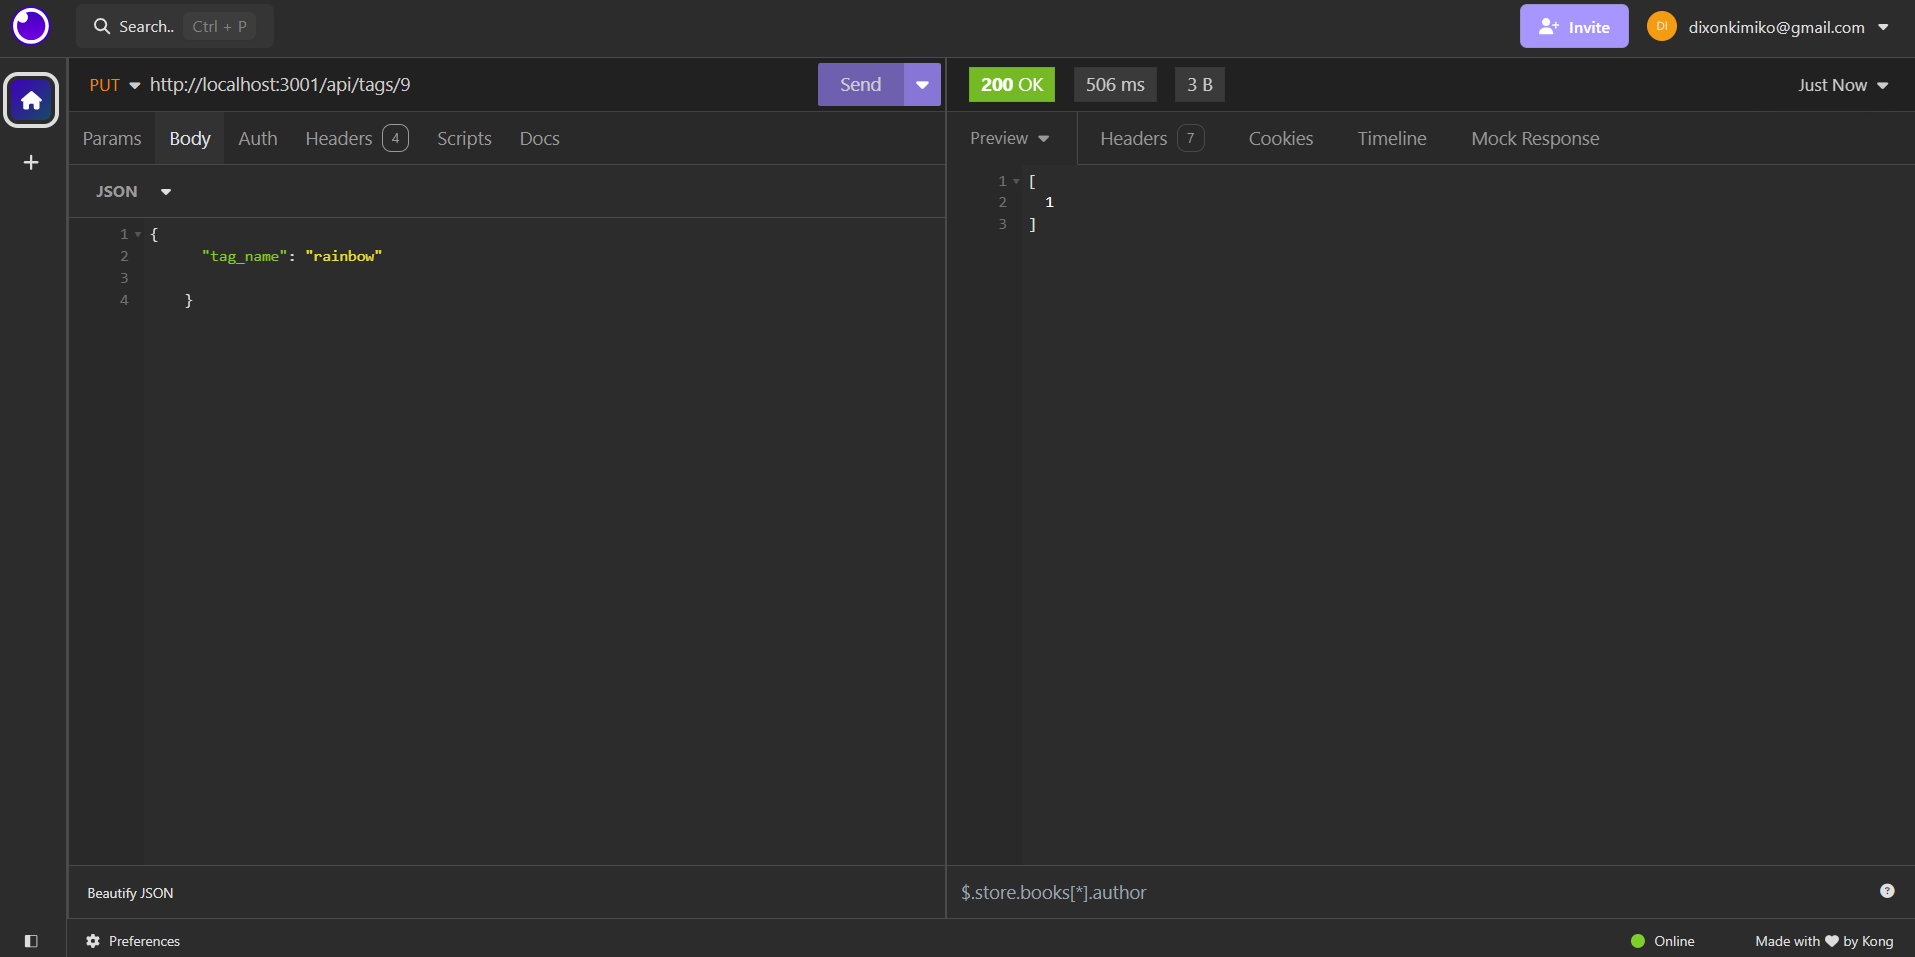 Search.. Ctrl + P
Invite DI dixonkimiko@gmail.com
PUT http://localhost:3001/api/tags/9 Send
200 OK 506 ms 3 B Just Now
Params Body Auth Headers 4 Scripts Docs
Preview Headers 7 Cookies Timeline Mock Response
JSON
1 {
2 "tag_name": "rainbow"
3
4 }
1 [
2 1
3 ]
Beautify JSON
$.store.books[*].author ?
Preferences
Online Made with ♥ by Kong